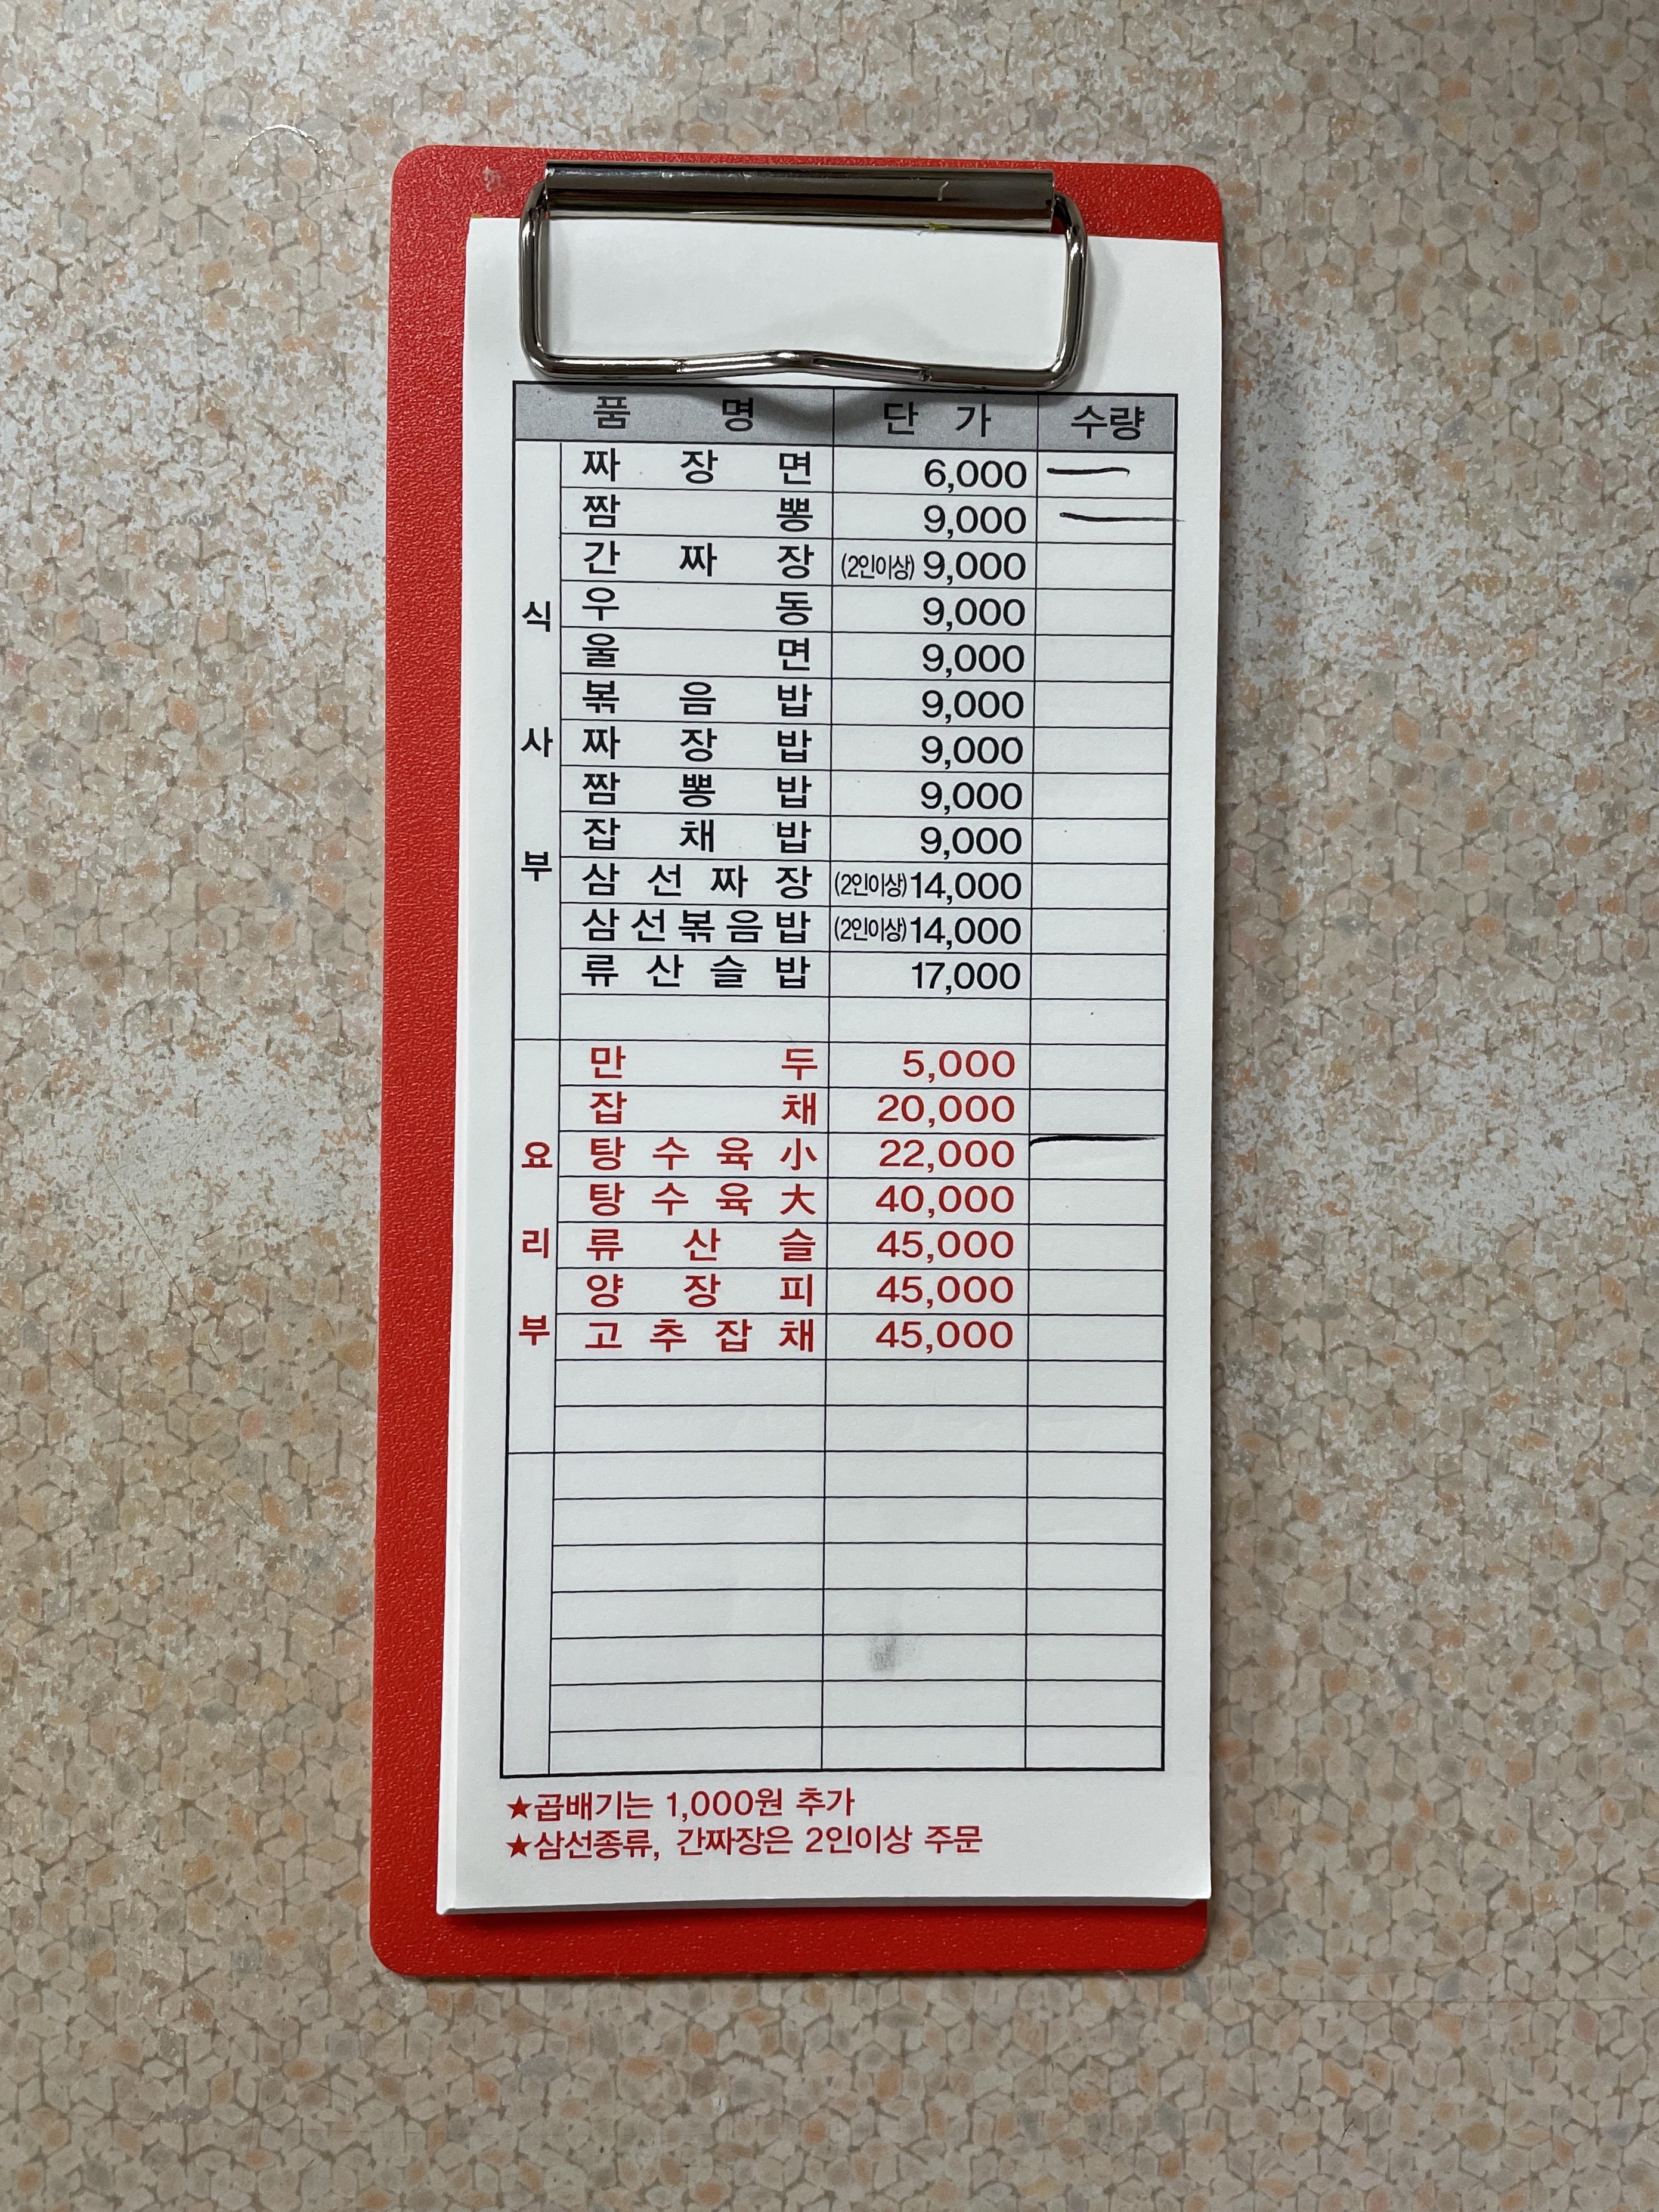 품명 단가 수량
식사부
짜장면 6,000 —
짬뽕 9,000 —
간짜장 (2인이상) 9,000
우동 9,000
울면 9,000
볶음밥 9,000
짜장밥 9,000
짬뽕밥 9,000
잡채밥 9,000
삼선짜장 (2인이상) 14,000
삼선볶음밥 (2인이상) 14,000
류산슬밥 17,000
요리부
만두 5,000
잡채 20,000
탕수육小 22,000 —
탕수육大 40,000
류산슬 45,000
양장피 45,000
고추잡채 45,000
★곱배기는 1,000원 추가
★삼선종류, 간짜장은 2인이상 주문